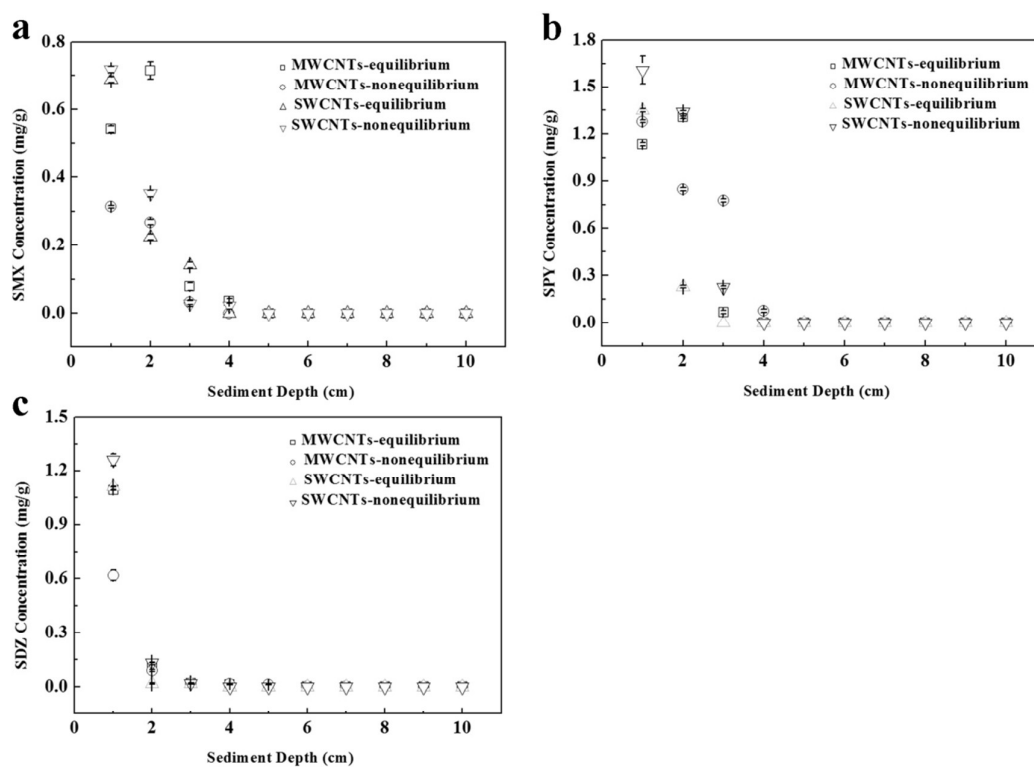 a
SMX Concentration (mg/g)
0.8
0.6
0.4
0.2
0.0
MWCNTs-equilibrium
MWCNTs-nonequilibrium
SWCNTs-equilibrium
SWCNTs-nonequilibrium
0 2 4 6 8 10
Sediment Depth (cm)
b
SPY Concentration (mg/g)
1.8
1.5
1.2
0.9
0.6
0.3
0.0
MWCNTs-equilibrium
MWCNTs-nonequilibrium
SWCNTs-equilibrium
SWCNTs-nonequilibrium
0 2 4 6 8 10
Sediment Depth (cm)
c
SDZ Concentration (mg/g)
1.5
1.2
0.9
0.6
0.3
0.0
MWCNTs-equilibrium
MWCNTs-nonequilibrium
SWCNTs-equilibrium
SWCNTs-nonequilibrium
0 2 4 6 8 10
Sediment Depth (cm)